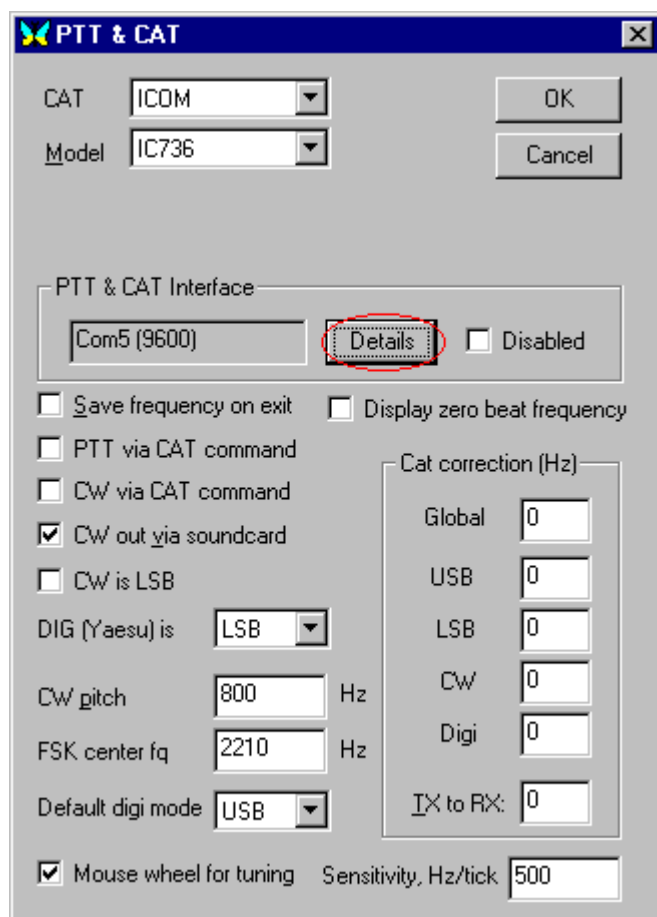 PTT & CAT
CAT ICOM OK
Model IC736 Cancel
PTT & CAT Interface
Com5 (9600) Details Disabled
Save frequency on exit Display zero beat frequency
PTT via CAT command
Cat correction (Hz)
CW via CAT command
Global 0
CW out via soundcard
CW is LSB USB 0
DIG (Yaesu) is LSB LSB 0
CW pitch 800 Hz CW 0
FSK center fq 2210 Hz Digi 0
Default digi mode USB TX to RX: 0
Mouse wheel for tuning Sensitivity, Hz/tick 500